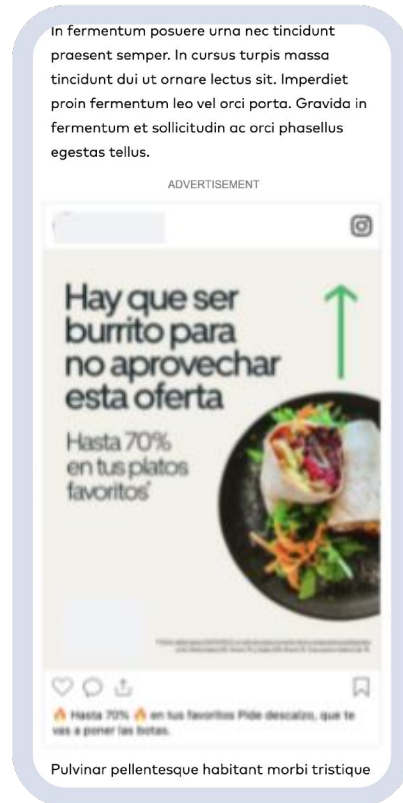 In fermentum posuere urna nec tincidunt
praesent semper. In cursus turpis massa
tincidunt dui ut ornare lectus sit. Imperdiet
proin fermentum leo vel orci porta. Gravida in
fermentum et sollicitudin ac orci phasellus
egestas tellus.
ADVERTISEMENT
Hay que ser
burrito para
no aprovechar
esta oferta
Hasta 70%
en tus platos
favoritos*
🔥 Hasta 70% 🔥 en tus favoritos Pide descalzo, que te
vas a poner las botas.
Pulvinar pellentesque habitant morbi tristique